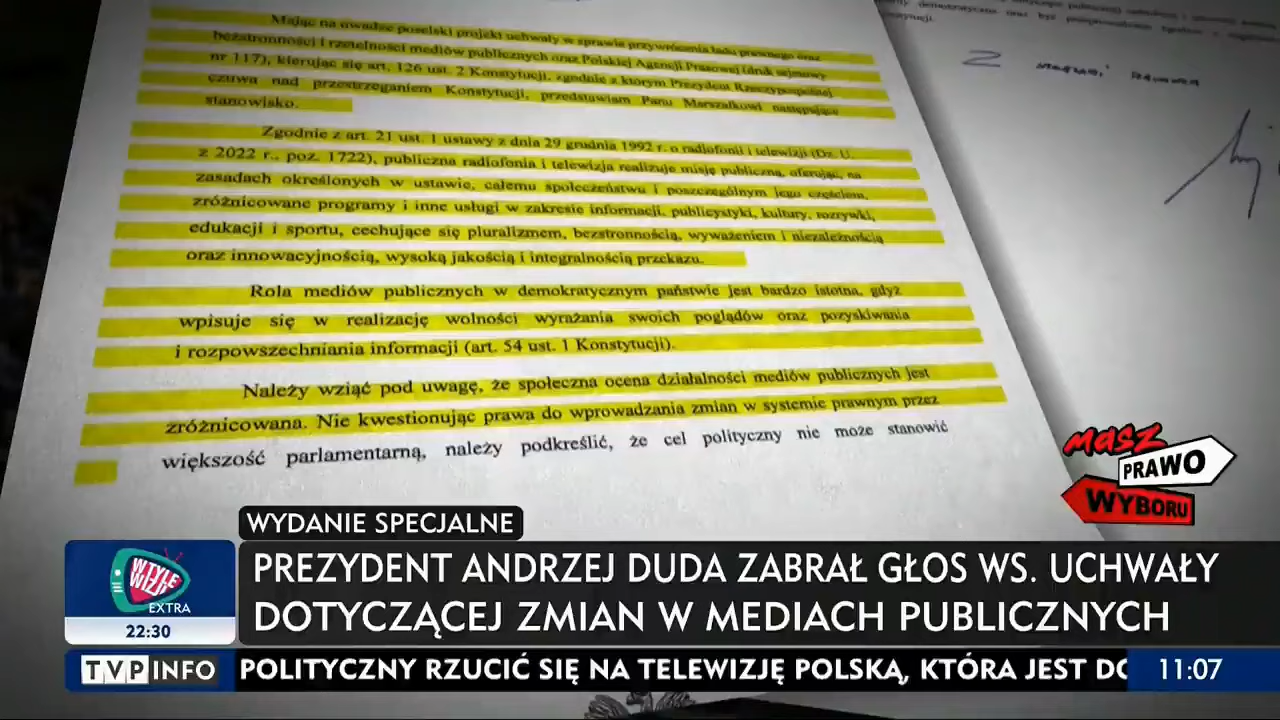 Mając na uwadze poselski projekt uchwały w sprawie przywrócenia ładu prawnego oraz
bezstronności i rzetelności mediów publicznych oraz Polskiej Agencji Prasowej (druk sejmowy
nr 117), kierując się art. 126 ust. 2 Konstytucji, zgodnie z którym Prezydent Rzeczypospolitej
czuwa nad przestrzeganiem Konstytucji, przedstawiam Panu Marszałkowi następujące
stanowisko.
Zgodnie z art. 21 ust. 1 ustawy z dnia 29 grudnia 1992 r. o radiofonii i telewizji (Dz. U.
z 2022 r., poz. 1722), publiczna radiofonia i telewizja realizuje misję publiczną, oferując, na
zasadach określonych w ustawie, całemu społeczeństwu i poszczególnym jego częściom,
zróżnicowane programy i inne usługi w zakresie informacji, publicystyki, kultury, rozrywki,
edukacji i sportu, cechujące się pluralizmem, bezstronnością, wyważeniem i niezależnością
oraz innowacyjnością, wysoką jakością i integralnością przekazu.
Rola mediów publicznych w demokratycznym państwie jest bardzo istotna, gdyż
wpisuje się w realizację wolności wyrażania swoich poglądów oraz pozyskiwania
i rozpowszechniania informacji (art. 54 ust. 1 Konstytucji).
Należy wziąć pod uwagę, że społeczna ocena działalności mediów publicznych jest
zróżnicowana. Nie kwestionując prawa do wprowadzania zmian w systemie prawnym przez
większość parlamentarną, należy podkreślić, że cel polityczny nie może stanowić
masz
PRAWO
WYBORU
WYDANIE SPECJALNE
W TYLE WIZJI
EXTRA
22:30
PREZYDENT ANDRZEJ DUDA ZABRAŁ GŁOS WS. UCHWAŁY
DOTYCZĄCEJ ZMIAN W MEDIACH PUBLICZNYCH
TVP INFO
POLITYCZNY RZUCIĆ SIĘ NA TELEWIZJĘ POLSKĄ, KTÓRA JEST DO
11:07